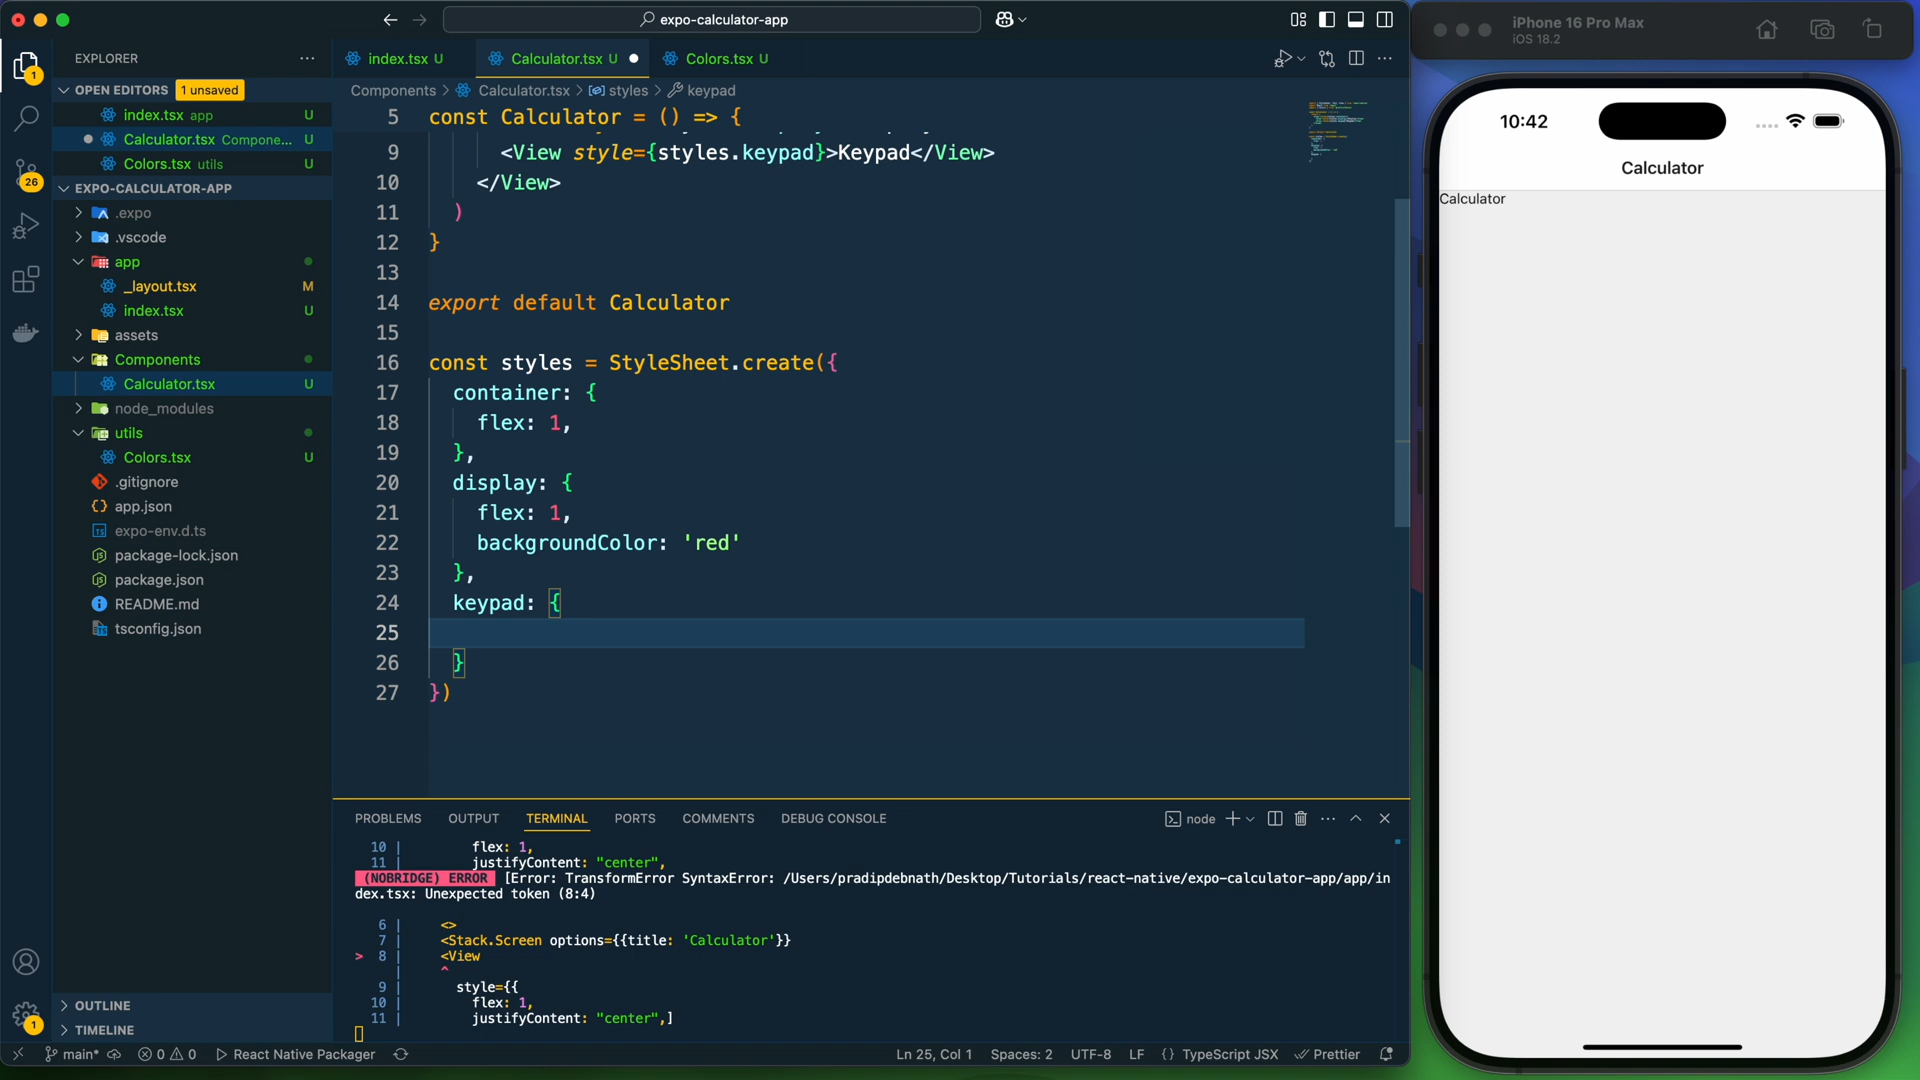 expo-calculator-app
iPhone 16 Pro Max
iOS 18.2
EXPLORER
OPEN EDITORS 1 unsaved
index.tsx app U
Calculator.tsx Compone... U
Colors.tsx utils U
EXPO-CALCULATOR-APP
.expo
.vscode
app
_layout.tsx M
index.tsx U
assets
Components
Calculator.tsx U
node_modules
utils
Colors.tsx U
.gitignore
app.json
expo-env.d.ts
package-lock.json
package.json
README.md
tsconfig.json
OUTLINE
TIMELINE
1
26
1
index.tsx U
Calculator.tsx U
Colors.tsx U
Components > Calculator.tsx > styles > keypad
5 const Calculator = () => {
9 <View style={styles.keypad}>Keypad</View>
10 </View>
11 )
12 }
13
14 export default Calculator
15
16 const styles = StyleSheet.create({
17 container: {
18 flex: 1,
19 },
20 display: {
21 flex: 1,
22 backgroundColor: 'red'
23 },
24 keypad: {
25
26 }
27 })
PROBLEMS OUTPUT TERMINAL PORTS COMMENTS DEBUG CONSOLE
node
10 | flex: 1,
11 | justifyContent: "center",
(NOBRIDGE) ERROR [Error: TransformError SyntaxError: /Users/pradipdebnath/Desktop/Tutorials/react-native/expo-calculator-app/app/in
dex.tsx: Unexpected token (8:4)
6 | <>
7 | <Stack.Screen options={{title: 'Calculator'}}
> 8 | <View
| ^
9 | style={{
10 | flex: 1,
11 | justifyContent: "center",]
main* 0 0 React Native Packager
Ln 25, Col 1 Spaces: 2 UTF-8 LF {} TypeScript JSX Prettier
10:42
Calculator
Calculator